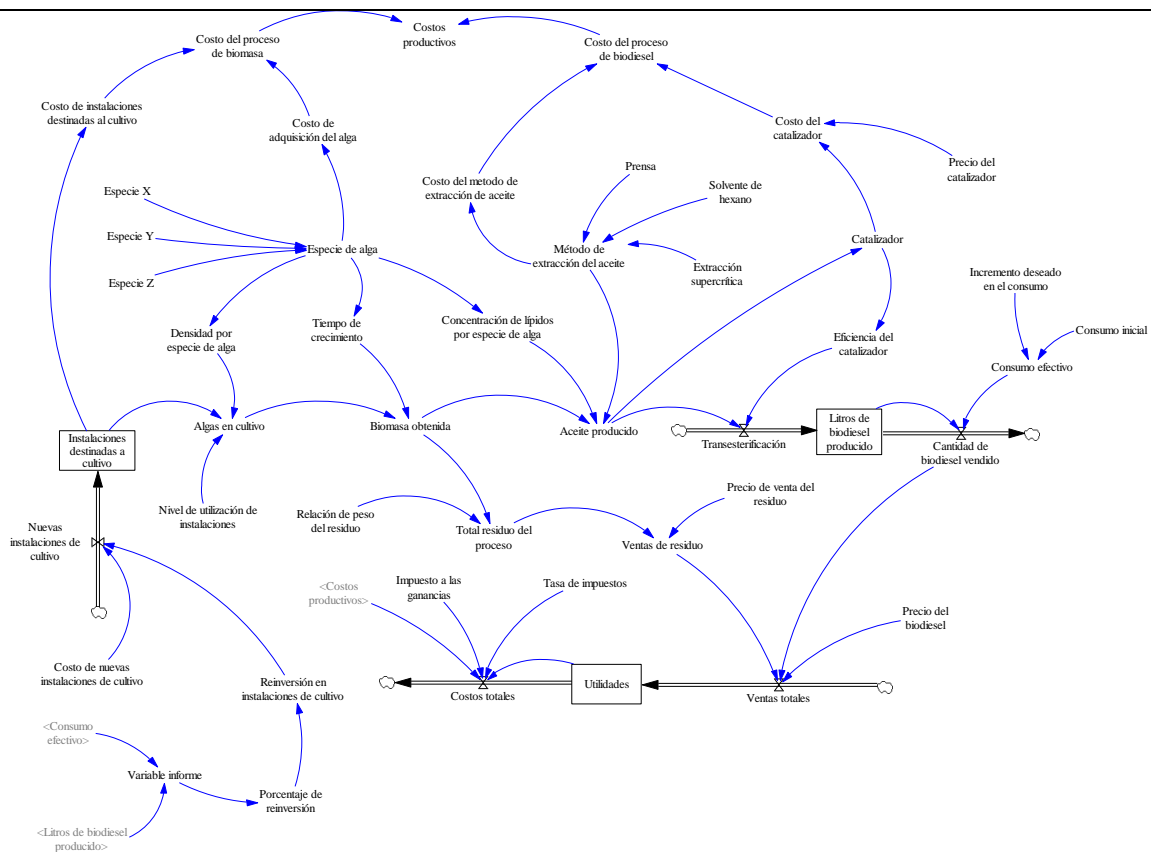 Costos
productivos
Costo del proceso
de biomasa
Costo del proceso
de biodiesel
Costo de instalaciones
destinadas al cultivo
Costo de
adquisición del alga
Costo del
catalizador
Precio del
catalizador
Prensa
Solvente de
hexano
Costo del metodo de
extracción de aceite
Especie X
Especie Y
Especie Z
Especie de alga
Método de
extracción del aceite
Extracción
supercrítica
Catalizador
Incremento deseado
en el consumo
Consumo inicial
Densidad por
especie de alga
Tiempo de
crecimiento
Concentración de lípidos
por especie de alga
Eficiencia del
catalizador
Consumo efectivo
Instalaciones
destinadas a
cultivo
Algas en cultivo
Biomasa obtenida
Aceite producido
Transesterificación
Litros de
biodiesel
producido
Cantidad de
biodiesel vendido
Nivel de utilización de
instalaciones
Relación de peso
del residuo
Total residuo del
proceso
Precio de venta del
residuo
Ventas de residuo
Nuevas
instalaciones de
cultivo
<Costos
productivos>
Impuesto a las
ganancias
Tasa de impuestos
Precio del
biodiesel
Costo de nuevas
instalaciones de cultivo
Reinversión en
instalaciones de cultivo
Costos totales
Utilidades
Ventas totales
<Consumo
efectivo>
Variable informe
Porcentaje de
reinversión
<Litros de biodiesel
producido>